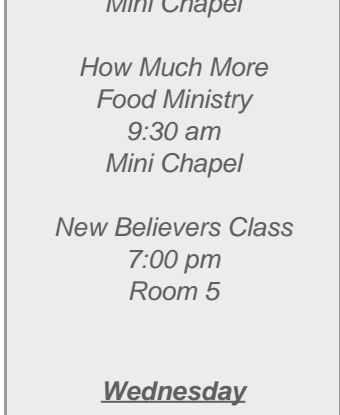 Mini Chapel
How Much More
Food Ministry
9:30 am
Mini Chapel
New Believers Class
7:00 pm
Room 5
Wednesday